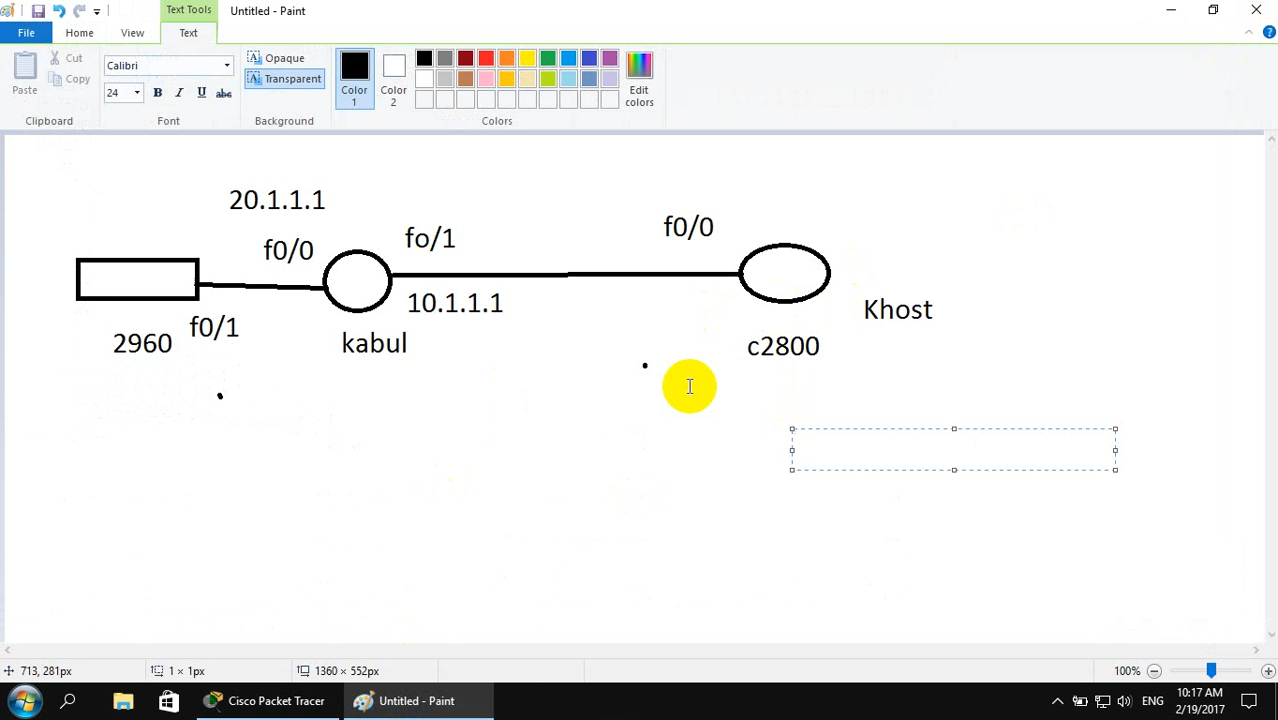 Text Tools
Untitled - Paint
File
Home
View
Text
Paste
Cut
Copy
Clipboard
Calibri
24
B
I
U
abc
Font
A Opaque
A Transparent
Background
Color
1
Color
2
Edit
colors
Colors
20.1.1.1
f0/0
fo/1
f0/0
10.1.1.1
f0/1
2960
kabul
c2800
Khost
713, 281px
1 × 1px
1360 × 552px
100%
Cisco Packet Tracer
Untitled - Paint
ENG
10:17 AM
2/19/2017